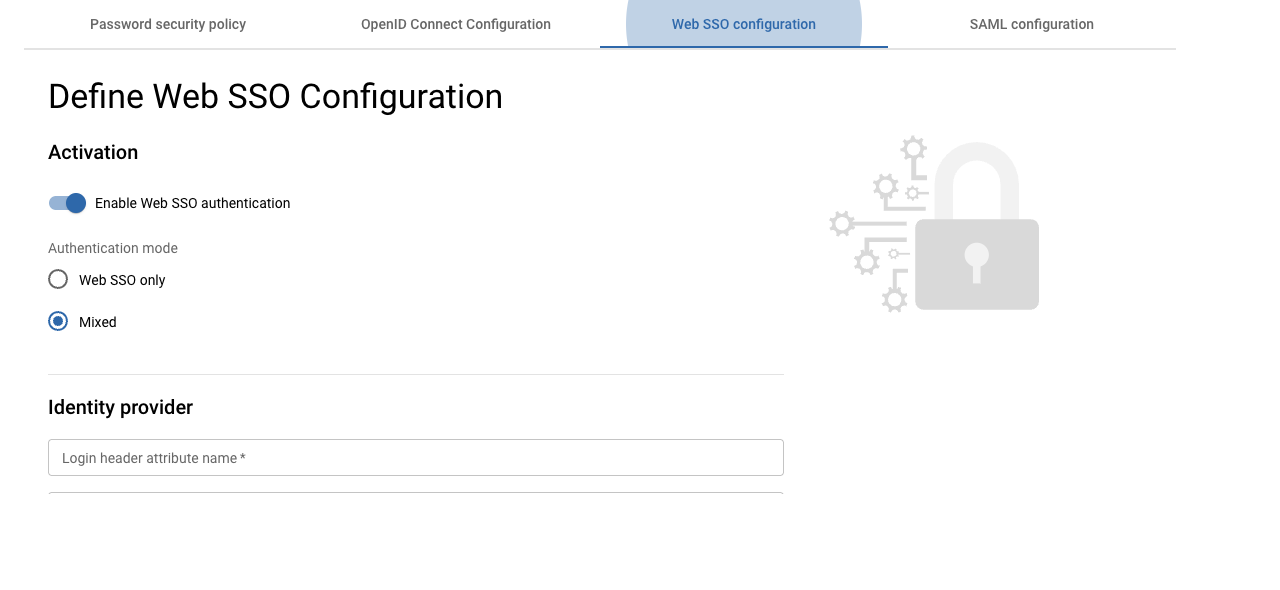 Password security policy
OpenID Connect Configuration
Web SSO configuration
SAML configuration
Define Web SSO Configuration
Activation
Enable Web SSO authentication
Authentication mode
Web SSO only
Mixed
Identity provider
Login header attribute name *